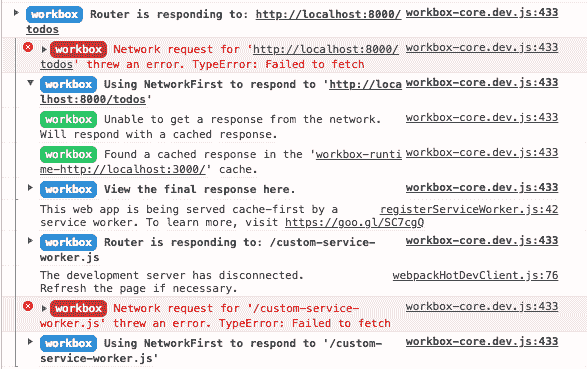 workbox Router is responding to: http://localhost:8000/ workbox-core.dev.js:433
todos
workbox Network request for 'http://localhost:8000/ workbox-core.dev.js:433
todos' threw an error. TypeError: Failed to fetch
workbox Using NetworkFirst to respond to 'http://loca workbox-core.dev.js:433
lhost:8000/todos'
workbox Unable to get a response from the network. workbox-core.dev.js:433
Will respond with a cached response.
workbox Found a cached response in the 'workbox-runti workbox-core.dev.js:433
me-http://localhost:3000/' cache.
workbox View the final response here. workbox-core.dev.js:433
This web app is being served cache-first by a registerServiceWorker.js:42
service worker. To learn more, visit https://goo.gl/SC7cgQ
workbox Router is responding to: /custom-service- workbox-core.dev.js:433
worker.js
The development server has disconnected. webpackHotDevClient.js:76
Refresh the page if necessary.
workbox Network request for '/custom-service- workbox-core.dev.js:433
worker.js' threw an error. TypeError: Failed to fetch
workbox Using NetworkFirst to respond to '/custom- workbox-core.dev.js:433
service-worker.js'